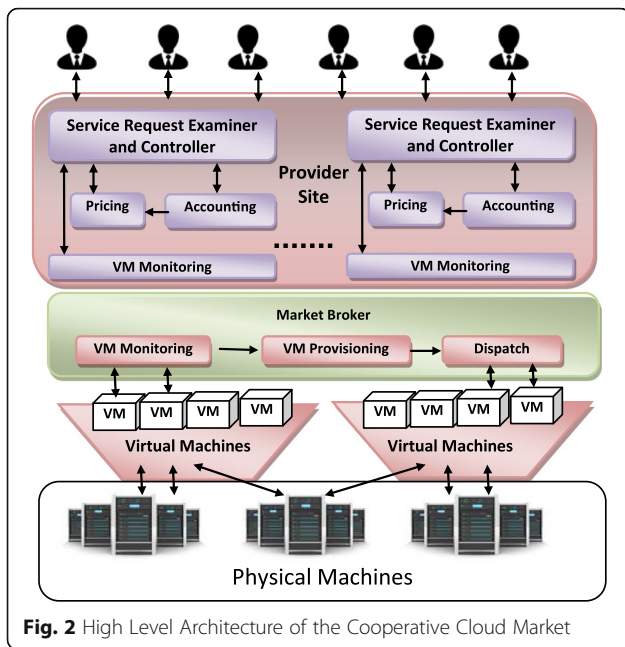 Service Request Examiner
and Controller
Service Request Examiner
and Controller
Provider
Site
Pricing
Accounting
Pricing
Accounting
.......
VM Monitoring
VM Monitoring
Market Broker
VM Monitoring
VM Provisioning
Dispatch
VM
VM
VM
VM
VM
VM
VM
VM
Virtual Machines
Virtual Machines
Physical Machines
Fig. 2 High Level Architecture of the Cooperative Cloud Market